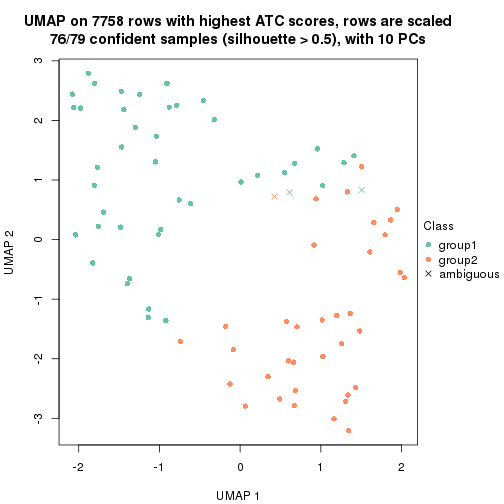 UMAP on 7758 rows with highest ATC scores, rows are scaled
76/79 confident samples (silhouette > 0.5), with 10 PCs
3
2
1
0
-1
-2
-3
UMAP 2
-2
-1
0
1
2
UMAP 1
Class
group1
group2
ambiguous